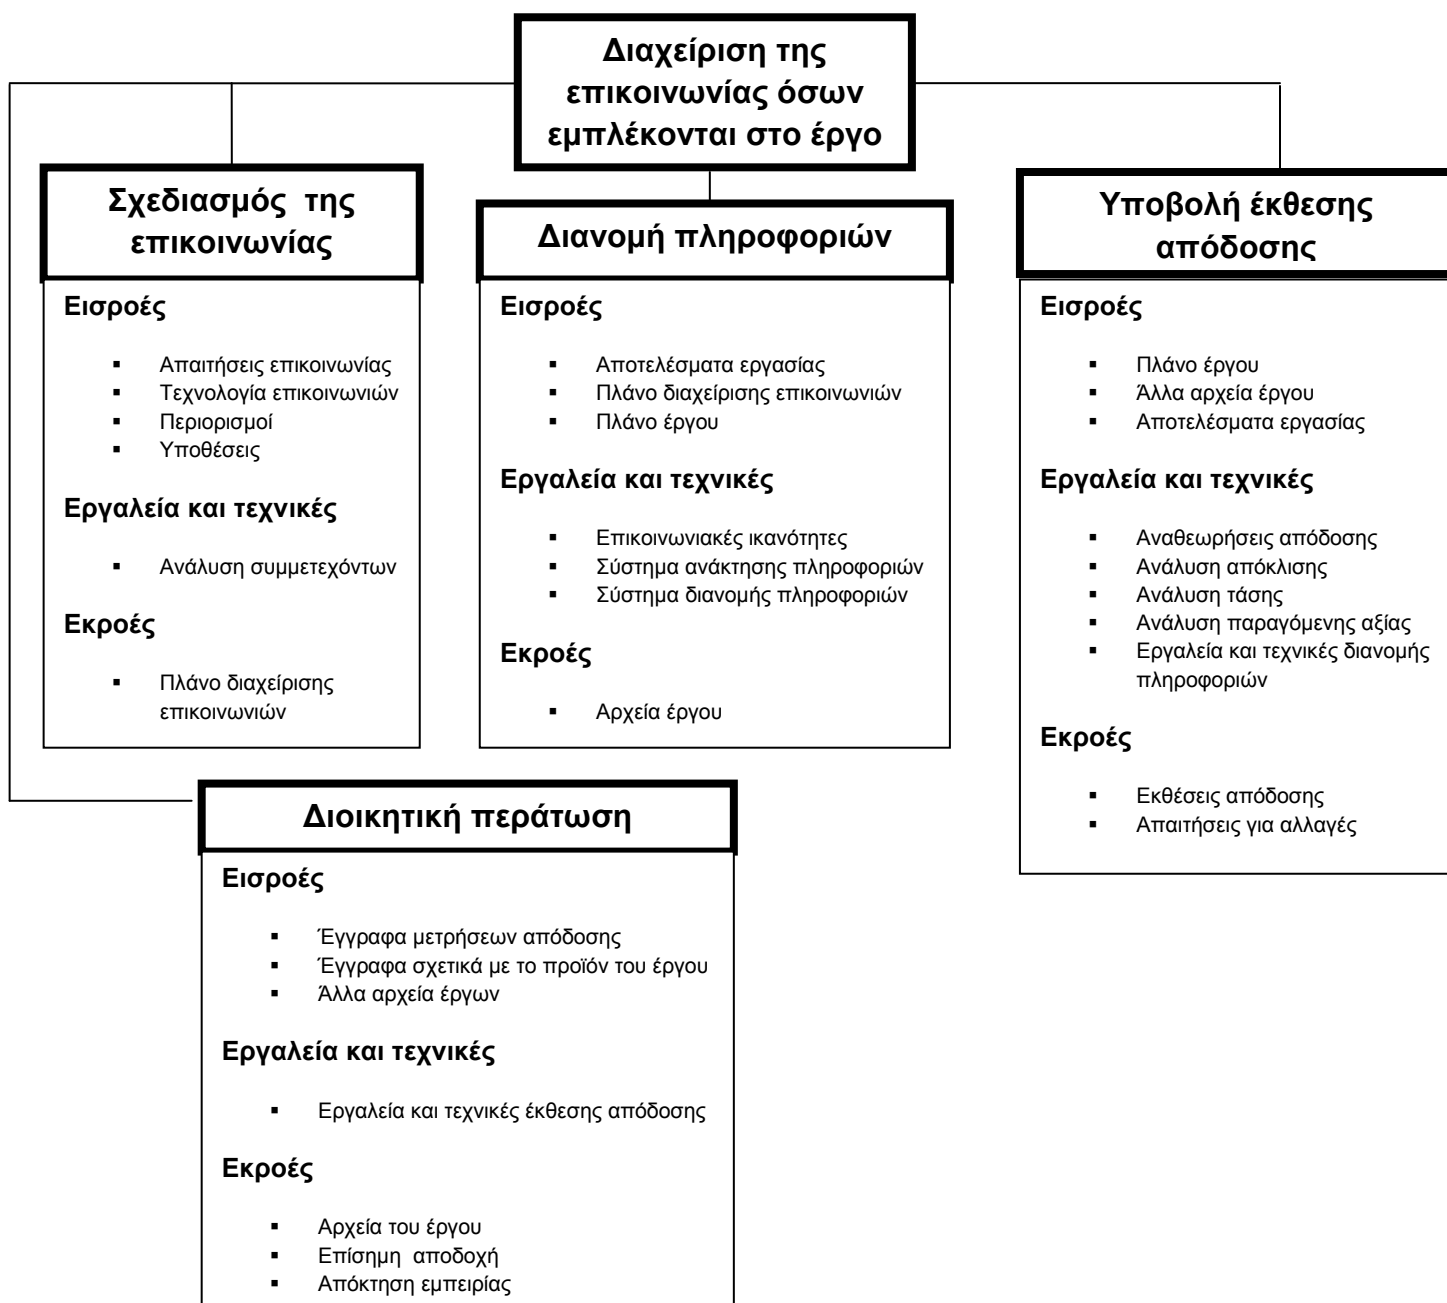 Διαχείριση της
επικοινωνίας όσων
εμπλέκονται στο έργο
Σχεδιασμός της
επικοινωνίας
Εισροές
▪ Απαιτήσεις επικοινωνίας
▪ Τεχνολογία επικοινωνιών
▪ Περιορισμοί
▪ Υποθέσεις
Εργαλεία και τεχνικές
▪ Ανάλυση συμμετεχόντων
Εκροές
▪ Πλάνο διαχείρισης
επικοινωνιών
Διανομή πληροφοριών
Εισροές
▪ Αποτελέσματα εργασίας
▪ Πλάνο διαχείρισης επικοινωνιών
▪ Πλάνο έργου
Εργαλεία και τεχνικές
▪ Επικοινωνιακές ικανότητες
▪ Σύστημα ανάκτησης πληροφοριών
▪ Σύστημα διανομής πληροφοριών
Εκροές
▪ Αρχεία έργου
Υποβολή έκθεσης
απόδοσης
Εισροές
▪ Πλάνο έργου
▪ Άλλα αρχεία έργου
▪ Αποτελέσματα εργασίας
Εργαλεία και τεχνικές
▪ Αναθεωρήσεις απόδοσης
▪ Ανάλυση απόκλισης
▪ Ανάλυση τάσης
▪ Ανάλυση παραγόμενης αξίας
▪ Εργαλεία και τεχνικές διανομής
πληροφοριών
Εκροές
▪ Εκθέσεις απόδοσης
▪ Απαιτήσεις για αλλαγές
Διοικητική περάτωση
Εισροές
▪ Έγγραφα μετρήσεων απόδοσης
▪ Έγγραφα σχετικά με το προϊόν του έργου
▪ Άλλα αρχεία έργων
Εργαλεία και τεχνικές
▪ Εργαλεία και τεχνικές έκθεσης απόδοσης
Εκροές
▪ Αρχεία του έργου
▪ Επίσημη αποδοχή
▪ Απόκτηση εμπειρίας